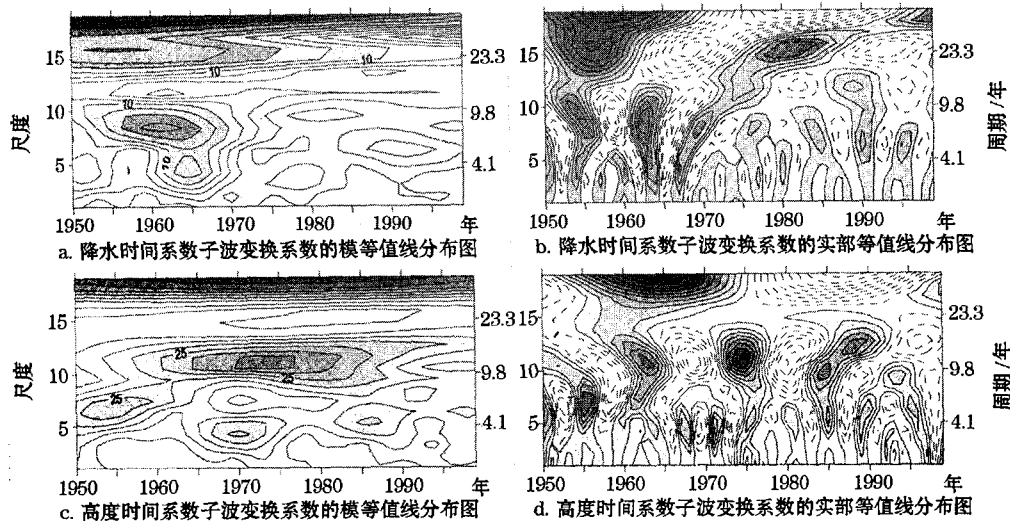 15
10
5
尺度
10
10
10
10
23.3
9.8
4.1
1950 1960 1970 1980 1990 年
a. 降水时间系数子波变换系数的模等值线分布图
15
10
5
23.3
9.8
4.1
周期/年
1950 1960 1970 1980 1990 年
b. 降水时间系数子波变换系数的实部等值线分布图
15
10
5
尺度
25
25
25
23.3
9.8
4.1
1950 1960 1970 1980 1990 年
c. 高度时间系数子波变换系数的模等值线分布图
15
10
5
23.3
9.8
4.1
周期/年
1950 1960 1970 1980 1990 年
d. 高度时间系数子波变换系数的实部等值线分布图